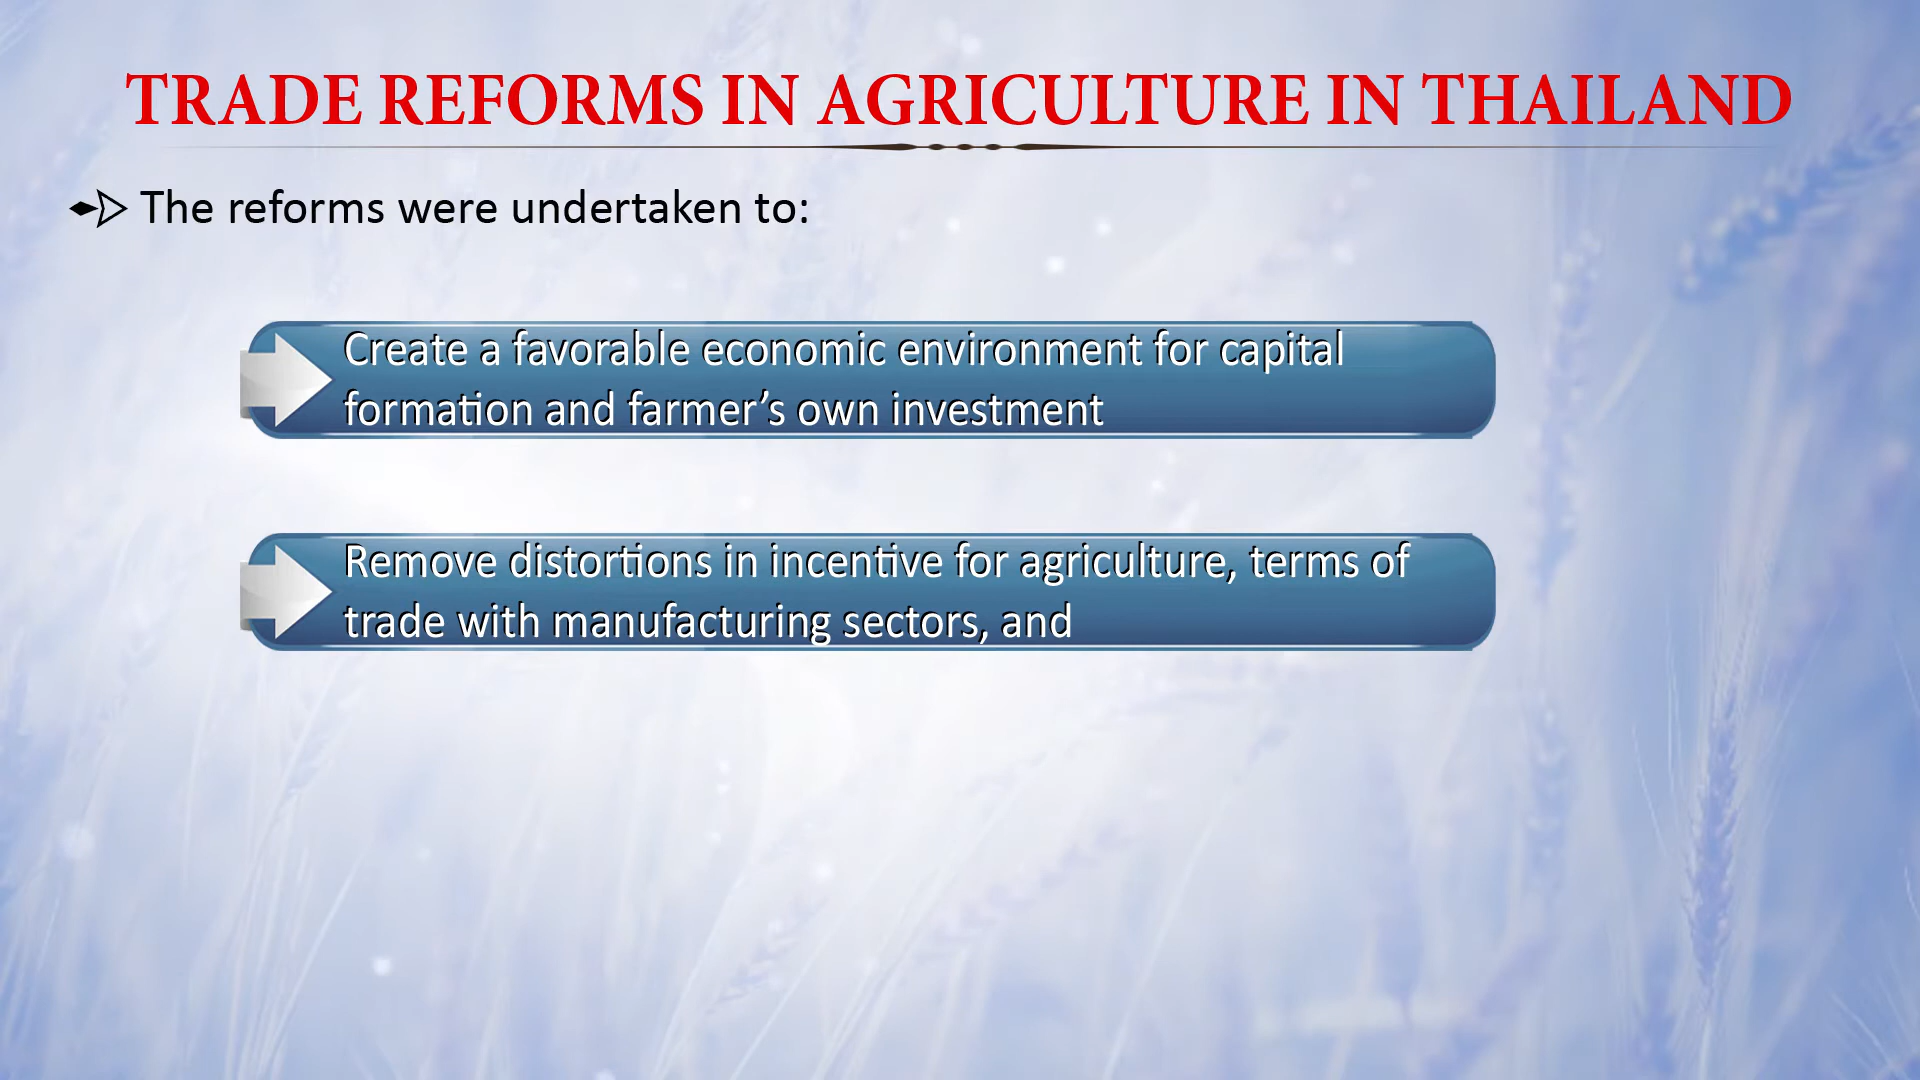 TRADE REFORMS IN AGRICULTURE IN THAILAND
The reforms were undertaken to:
Create a favorable economic environment for capital
formation and farmer’s own investment
Remove distortions in incentive for agriculture, terms of
trade with manufacturing sectors, and